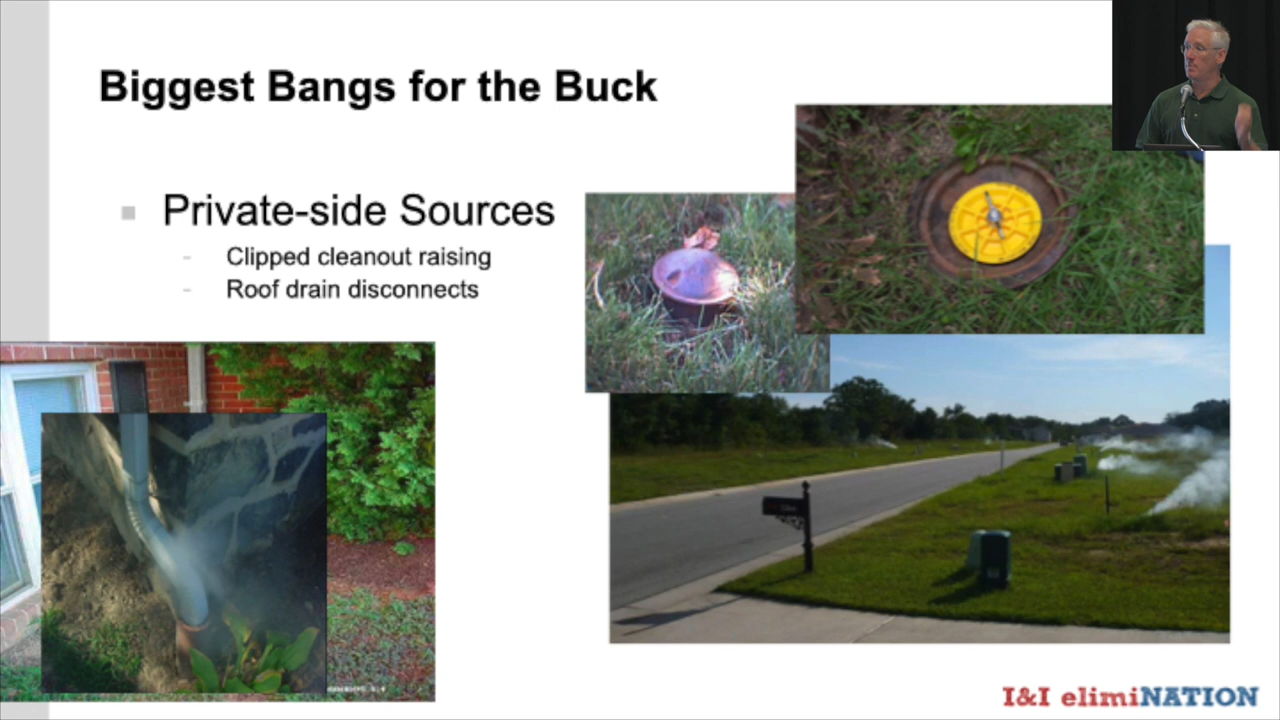 Biggest Bangs for the Buck
Private-side Sources
- Clipped cleanout raising
- Roof drain disconnects
I&I elimiNATION